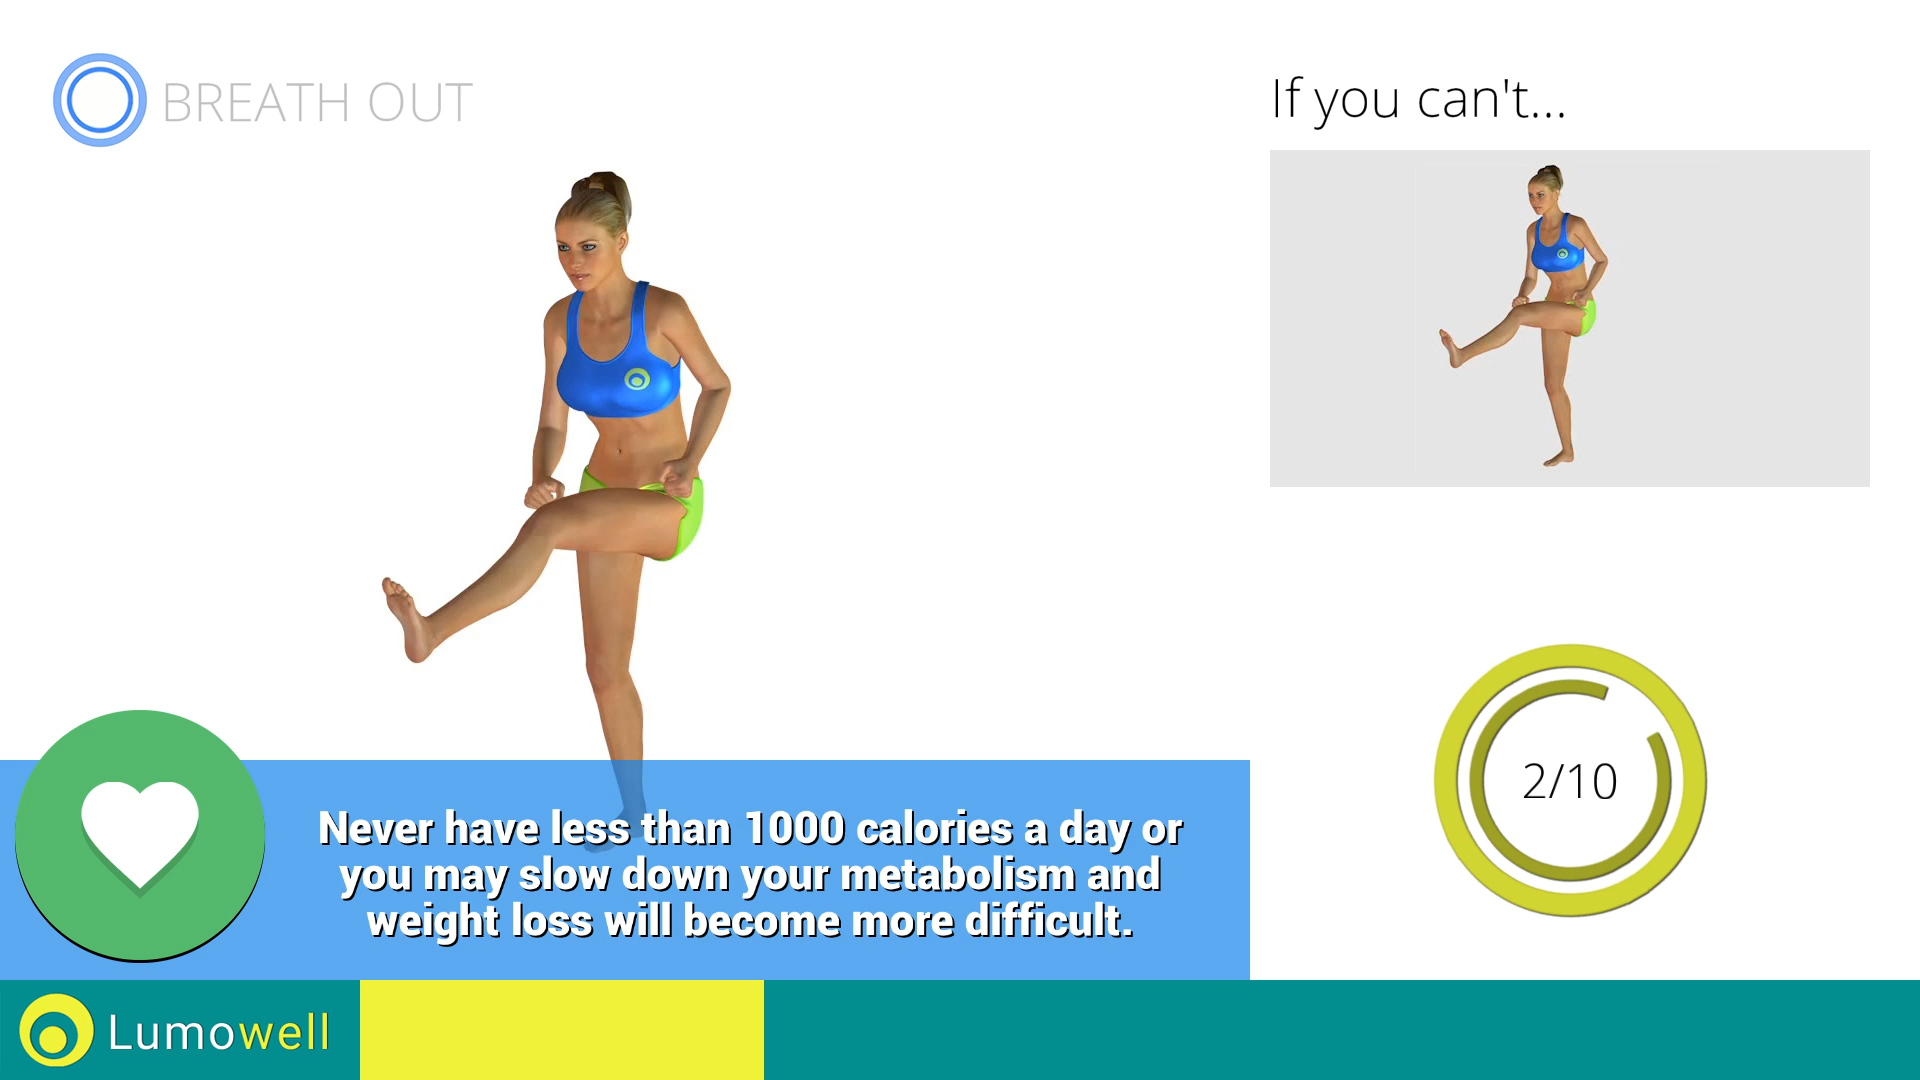 BREATH OUT
If you can't...
2/10
Never have less than 1000 calories a day or
you may slow down your metabolism and
weight loss will become more difficult.
Lumowell